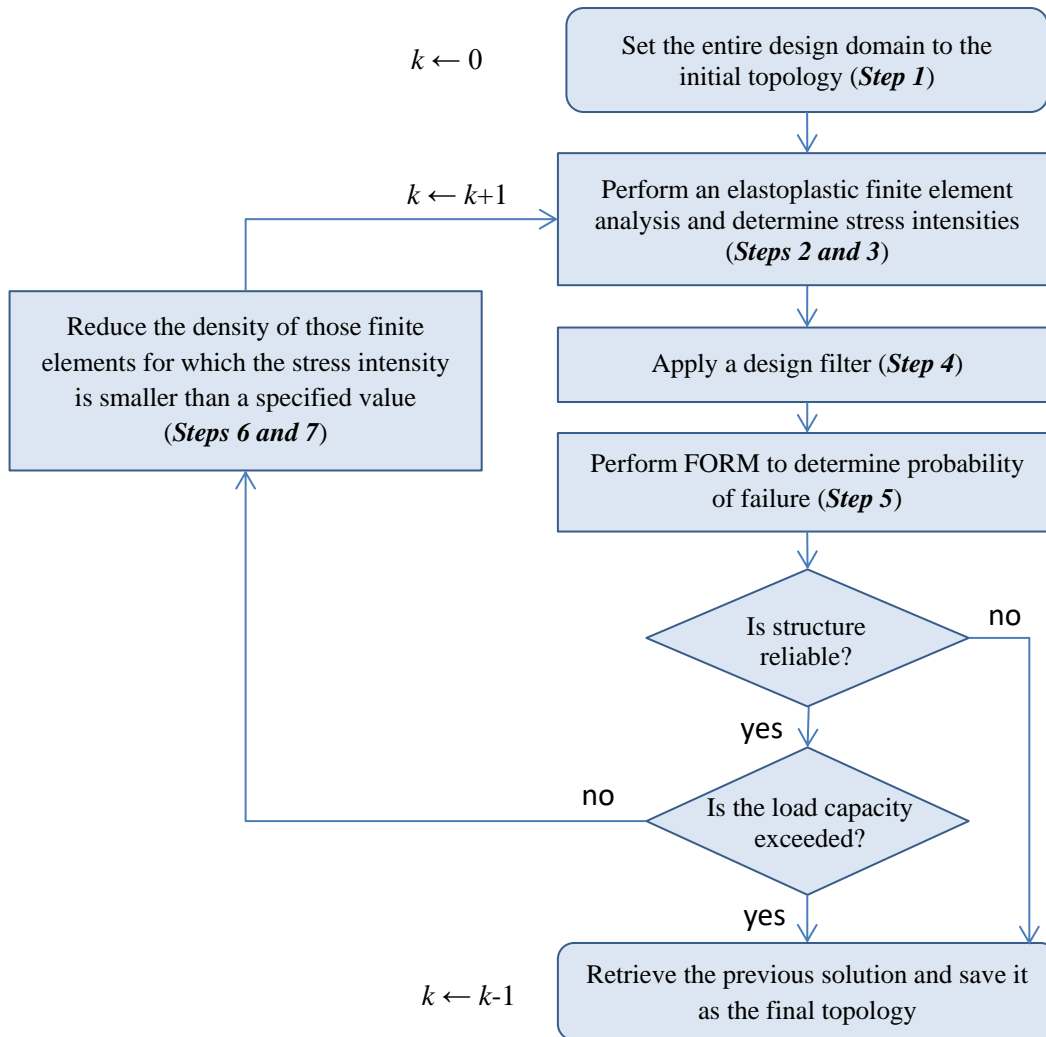 k ← 0
Set the entire design domain to the
initial topology (Step 1)
k ← k+1
Perform an elastoplastic finite element
analysis and determine stress intensities
(Steps 2 and 3)
Reduce the density of those finite
elements for which the stress intensity
is smaller than a specified value
(Steps 6 and 7)
Apply a design filter (Step 4)
Perform FORM to determine probability
of failure (Step 5)
Is structure
reliable?
no
yes
Is the load capacity
exceeded?
no
yes
k ← k-1
Retrieve the previous solution and save it
as the final topology